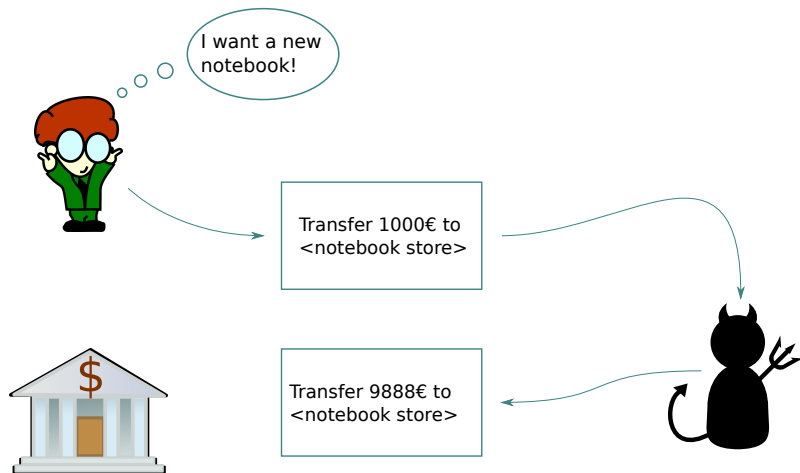 I want a new
notebook!
Transfer 1000€ to
<notebook store>
$
Transfer 9888€ to
<notebook store>